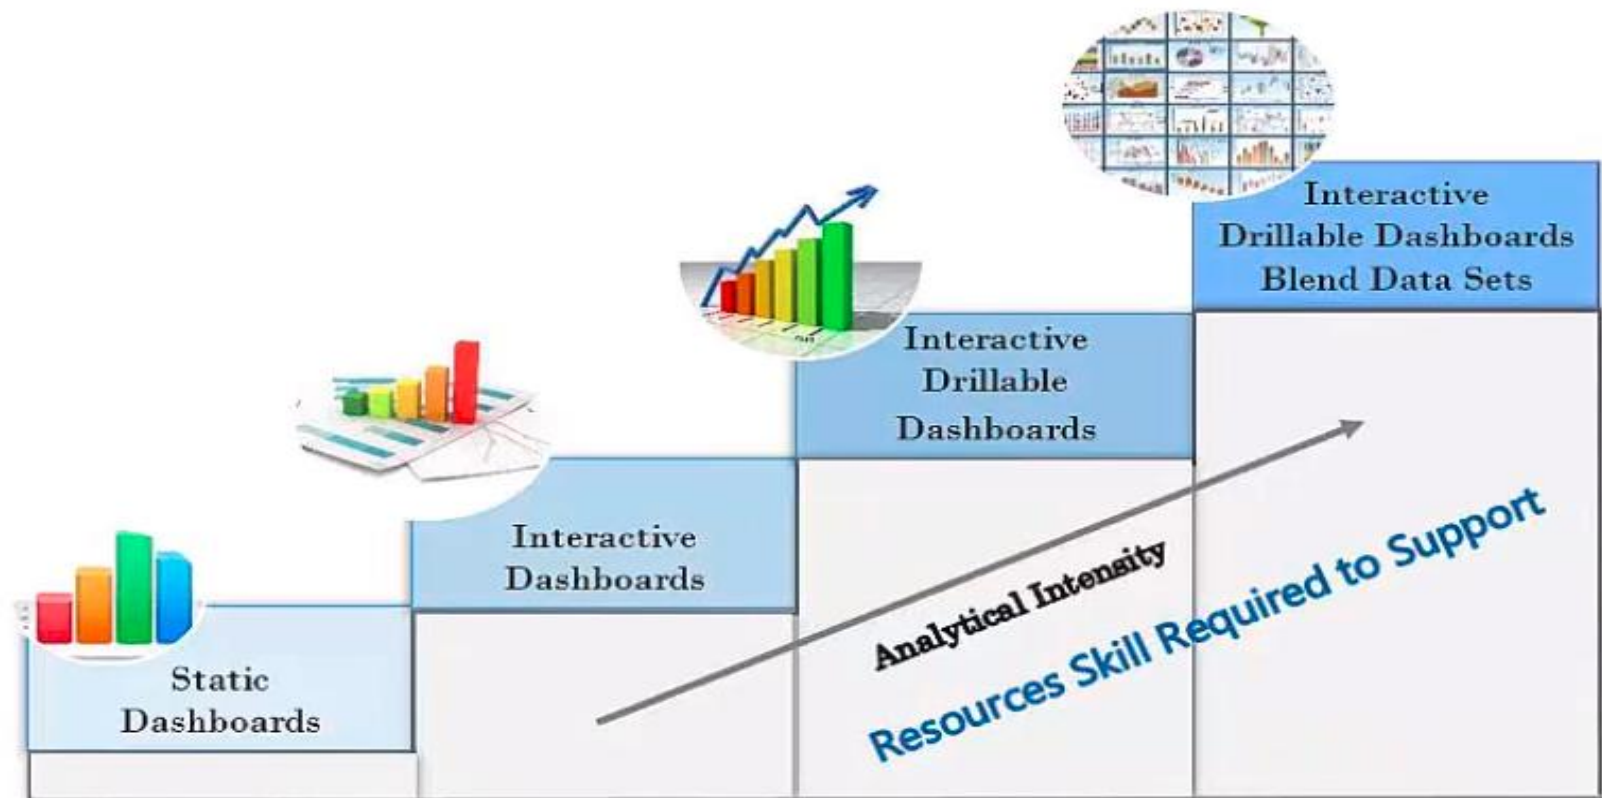 Interactive
Drillable Dashboards
Blend Data Sets
Interactive
Drillable
Dashboards
Interactive
Dashboards
Static
Dashboards
Analytical Intensity
Resources Skill Required to Support